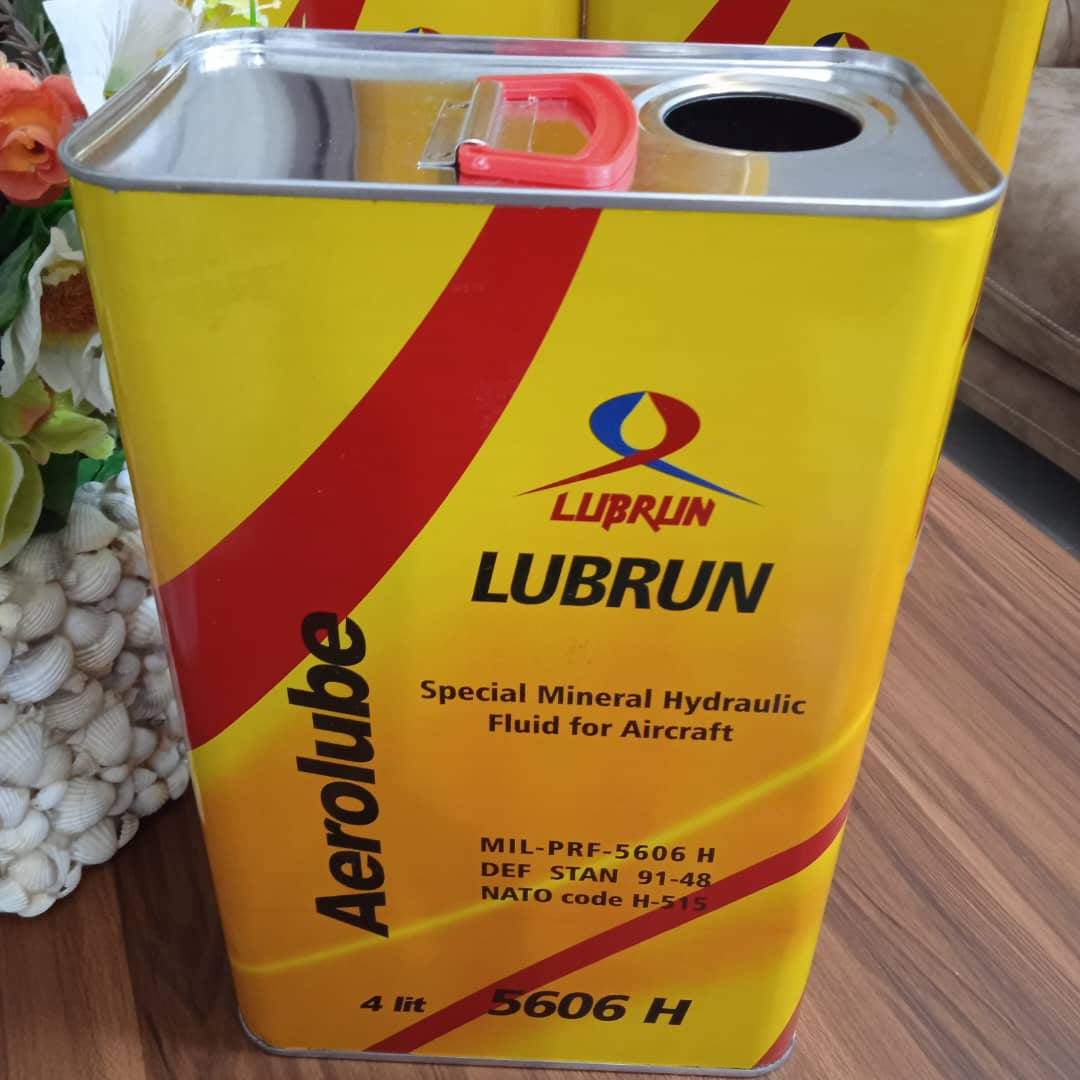 LUBRUN
LUBRUN
Special Mineral Hydraulic
Fluid for Aircraft
Aerolube
MIL-PRF-5606 H
DEF STAN 91-48
NATO code H-515
4 lit 5606 H